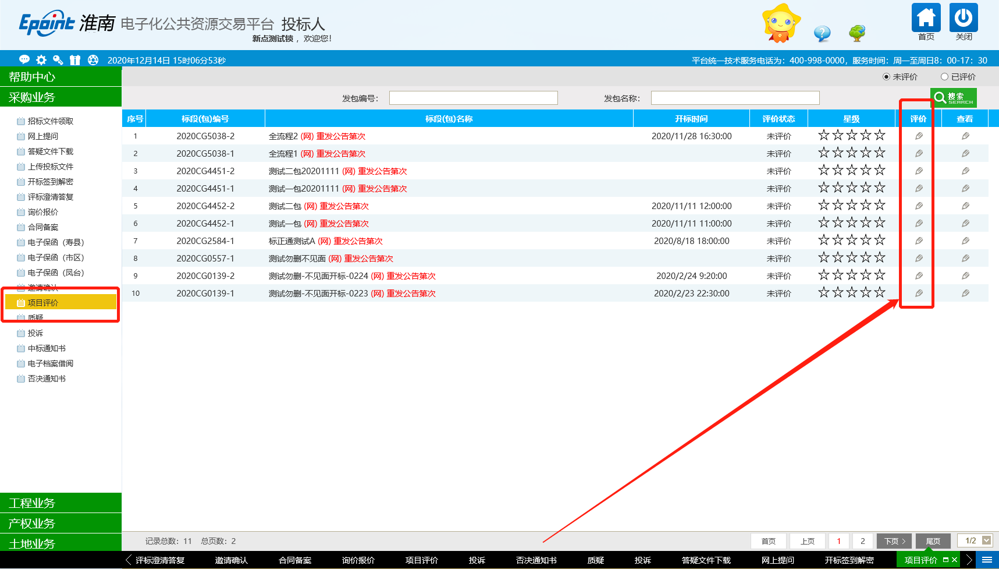 Epoint 淮南 电子化公共资源交易平台 投标人
新点测试锁，欢迎您！
首页 关闭
2020年12月14日 15时06分53秒
平台统一技术服务电话为：400-998-0000，服务时间：周一至周日8：00-17：30
帮助中心
采购业务
招标文件领取
网上提问
答疑文件下载
上传投标文件
开标签到解密
评标澄清答复
询价报价
合同备案
电子保函（寿县）
电子保函（市区）
电子保函（凤台）
邀请确认
项目评价
质疑
投诉
中标通知书
电子档案借阅
否决通知书
工程业务
产权业务
土地业务
未评价 已评价
发包编号： 发包名称： 搜索 SEARCH
序号 标段(包)编号 标段(包)名称 开标时间 评价状态 星级 评价 查看
1 2020CG5038-2 全流程2 (网) 重发公告第次 2020/11/28 16:30:00 未评价 ☆☆☆☆☆
2 2020CG5038-1 全流程1 (网) 重发公告第次 未评价 ☆☆☆☆☆
3 2020CG4451-2 测试二包20201111 (网) 重发公告第次 未评价 ☆☆☆☆☆
4 2020CG4451-1 测试一包20201111 (网) 重发公告第次 未评价 ☆☆☆☆☆
5 2020CG4452-2 测试二包 (网) 重发公告第次 2020/11/11 12:00:00 未评价 ☆☆☆☆☆
6 2020CG4452-1 测试一包 (网) 重发公告第次 2020/11/11 11:00:00 未评价 ☆☆☆☆☆
7 2020CG2584-1 标正通测试A (网) 重发公告第次 2020/8/18 18:00:00 未评价 ☆☆☆☆☆
8 2020CG0557-1 测试勿删不见面 (网) 重发公告第次 未评价 ☆☆☆☆☆
9 2020CG0139-2 测试勿删-不见面开标-0224 (网) 重发公告第次 2020/2/24 9:20:00 未评价 ☆☆☆☆☆
10 2020CG0139-1 测试勿删-不见面开标-0223 (网) 重发公告第次 2020/2/23 22:30:00 未评价 ☆☆☆☆☆
记录总数：11 总页数：2
首页 上页 1 2 下页 尾页 1/2
评标澄清答复 邀请确认 合同备案 询价报价 项目评价 投诉 否决通知书 质疑 投诉 答疑文件下载 网上提问 开标签到解密 项目评价